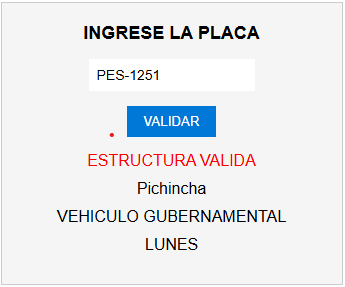 INGRESE LA PLACA
PES-1251
VALIDAR
ESTRUCTURA VALIDA
Pichincha
VEHICULO GUBERNAMENTAL
LUNES